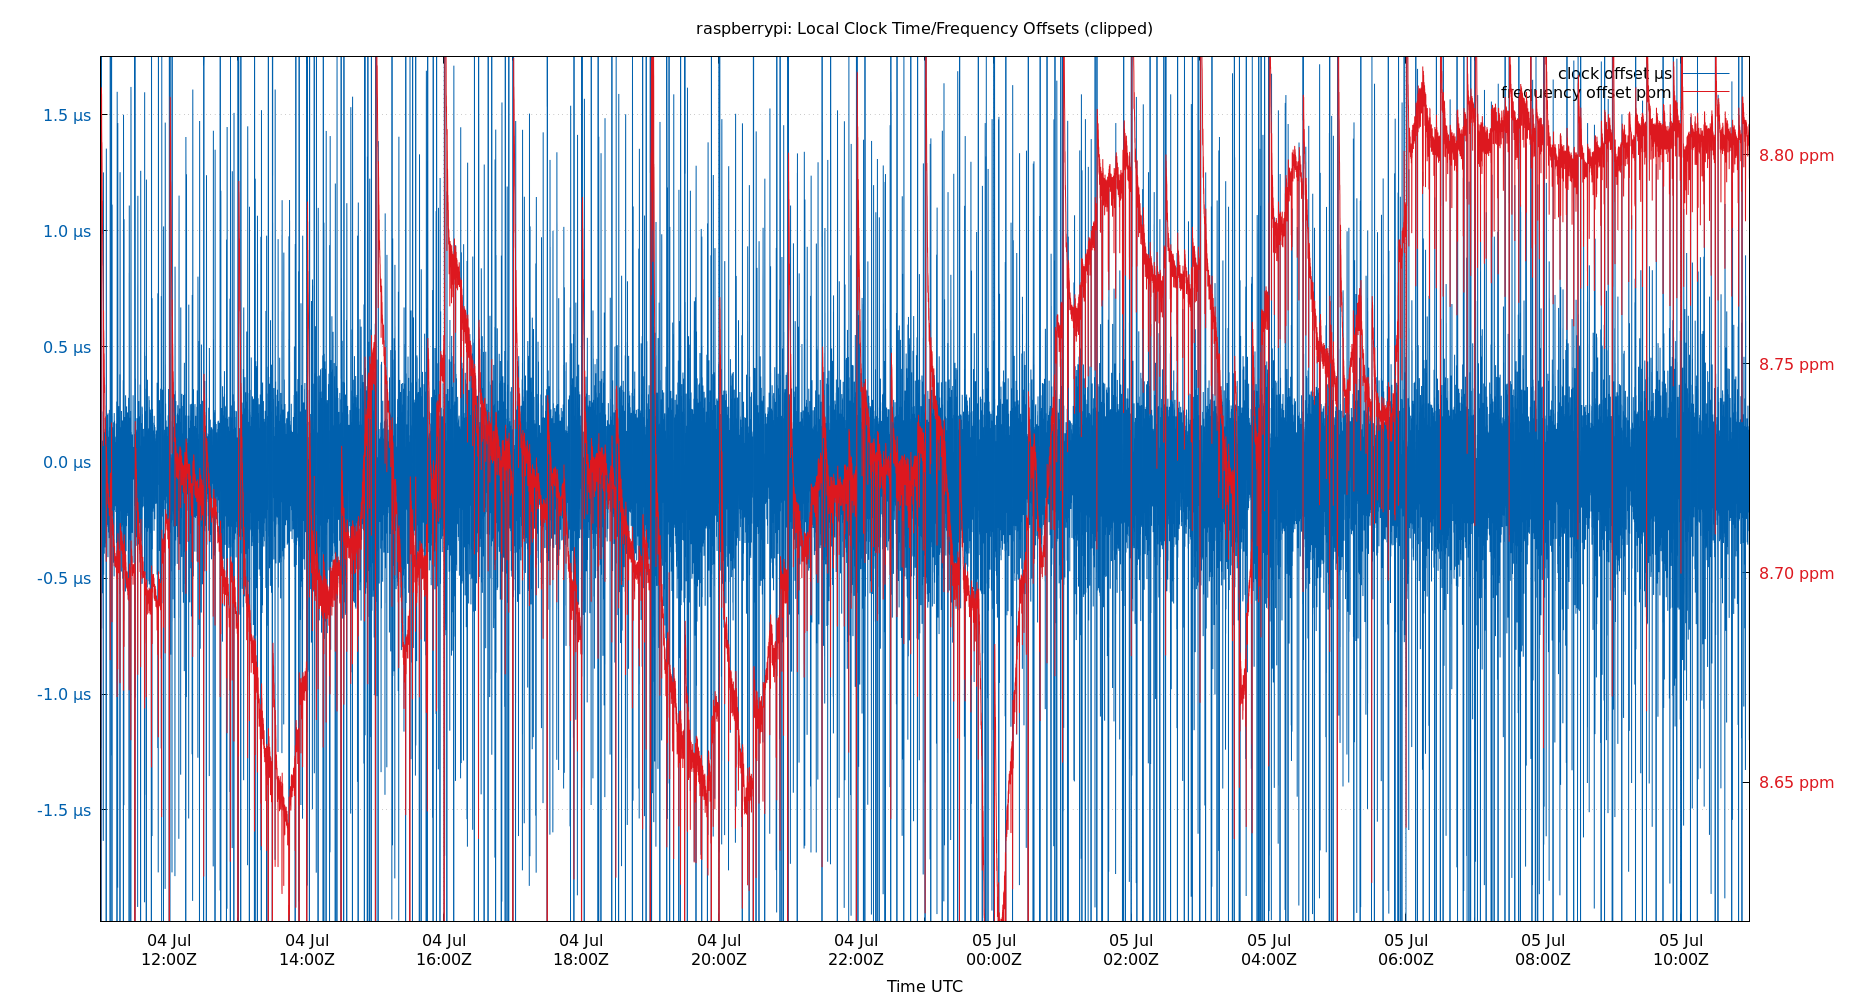 raspberrypi: Local Clock Time/Frequency Offsets (clipped)
clock offset µs
frequency offset ppm
1.5 µs
1.0 µs
0.5 µs
0.0 µs
-0.5 µs
-1.0 µs
-1.5 µs
8.80 ppm
8.75 ppm
8.70 ppm
8.65 ppm
04 Jul 04 Jul 04 Jul 04 Jul 04 Jul 04 Jul 05 Jul 05 Jul 05 Jul 05 Jul 05 Jul 05 Jul
12:00Z 14:00Z 16:00Z 18:00Z 20:00Z 22:00Z 00:00Z 02:00Z 04:00Z 06:00Z 08:00Z 10:00Z
Time UTC